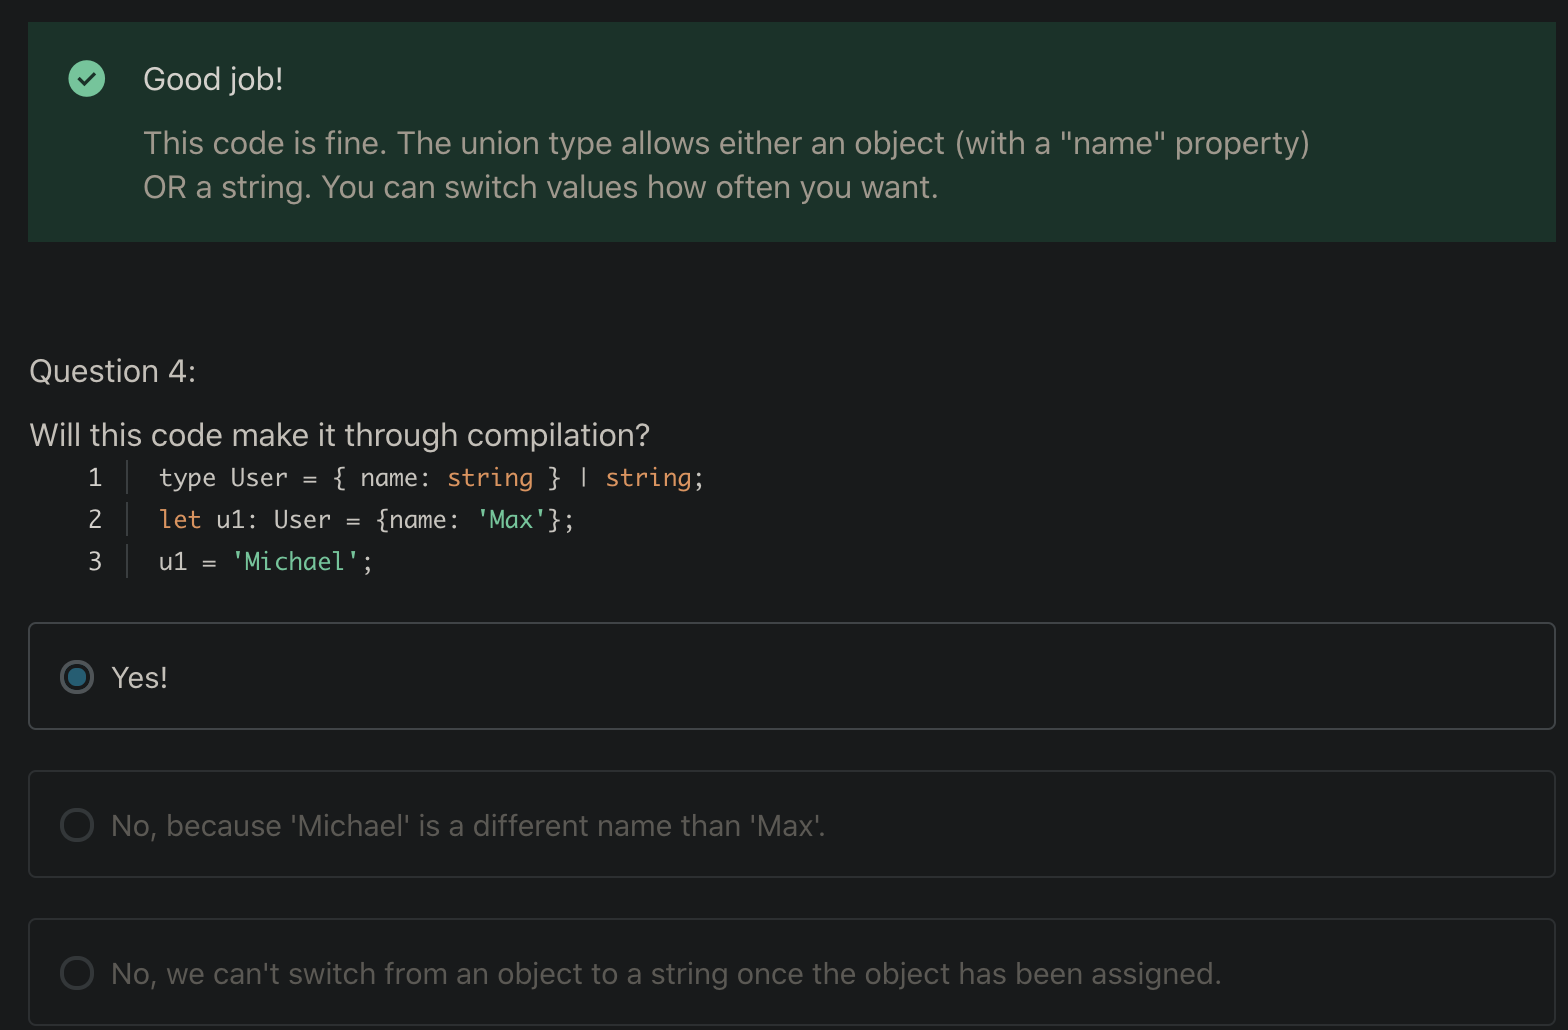 Good job!
This code is fine. The union type allows either an object (with a "name" property)
OR a string. You can switch values how often you want.
Question 4:
Will this code make it through compilation?
1 type User = { name: string } | string;
2 let u1: User = {name: 'Max'};
3 u1 = 'Michael';
Yes!
No, because 'Michael' is a different name than 'Max'.
No, we can't switch from an object to a string once the object has been assigned.